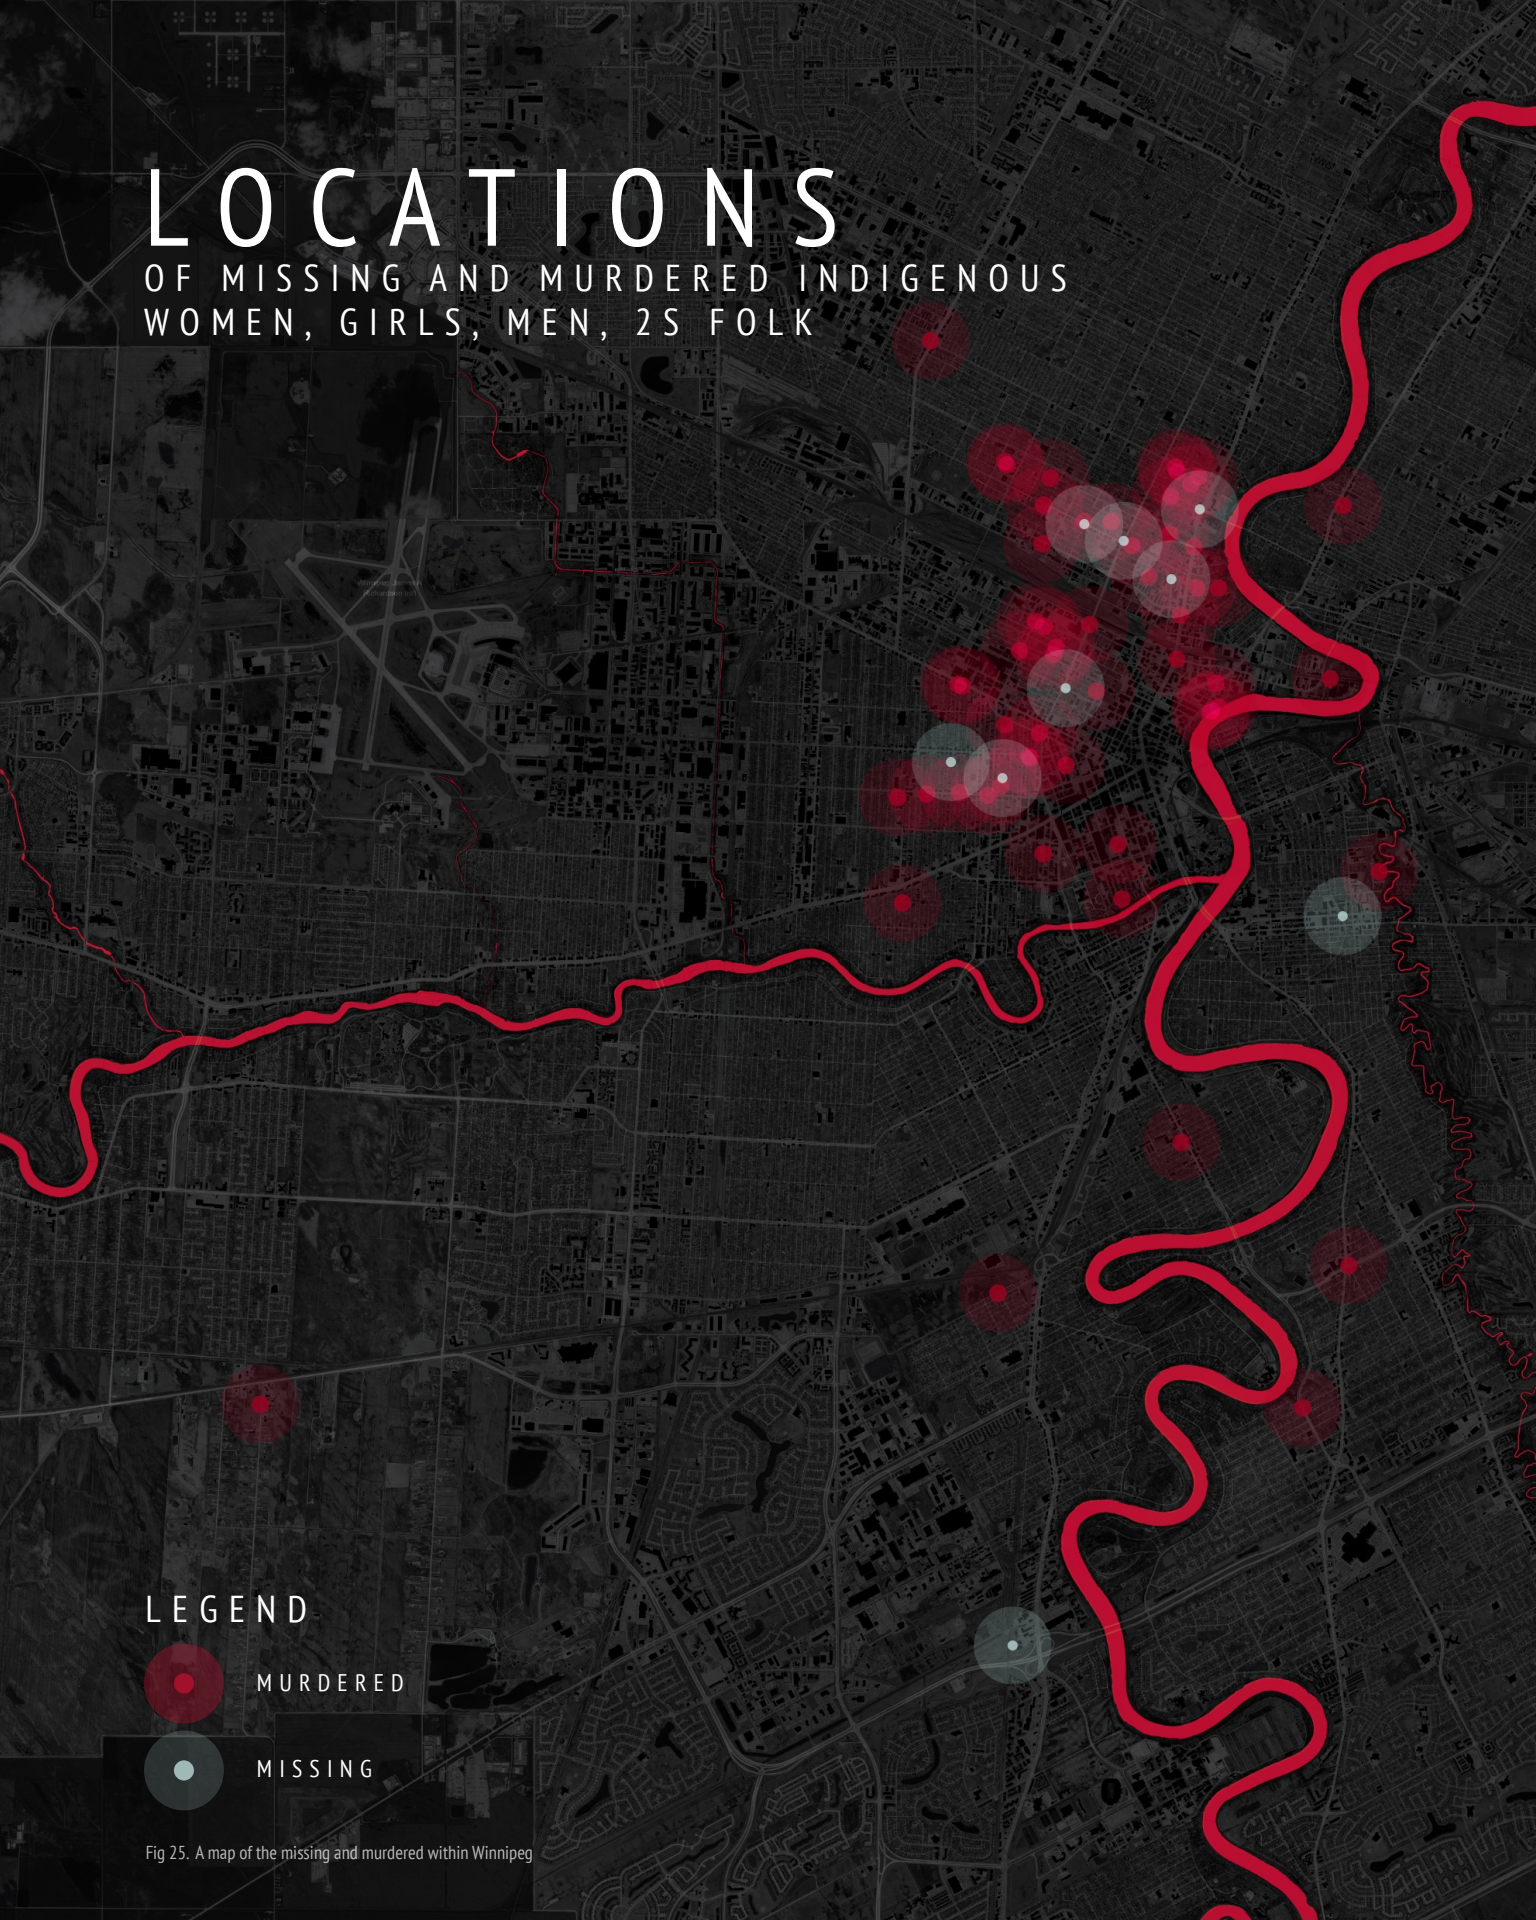 LOCATIONS
OF MISSING AND MURDERED INDIGENOUS
WOMEN, GIRLS, MEN, 2S FOLK
LEGEND
MURDERED
MISSING
Fig 25. A map of the missing and murdered within Winnipeg